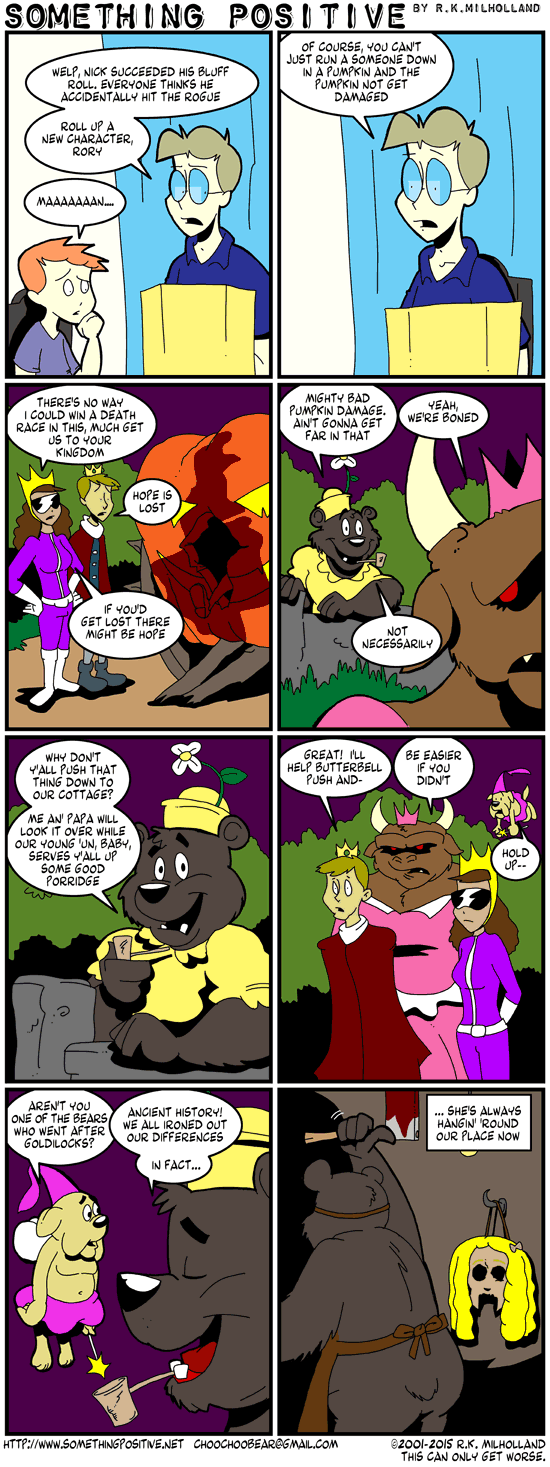 SOMETHING POSITIVE BY R.K.MILHOLLAND
WELP, NICK SUCCEEDED HIS BLUFF
ROLL. EVERYONE THINKS HE
ACCIDENTALLY HIT THE ROGUE
ROLL UP A
NEW CHARACTER,
RORY
MAAAAAAAN....
OF COURSE, YOU CAN'T
JUST RUN A SOMEONE DOWN
IN A PUMPKIN AND THE
PUMPKIN NOT GET
DAMAGED
THERE'S NO WAY
I COULD WIN A DEATH
RACE IN THIS, MUCH GET
US TO YOUR
KINGDOM
HOPE IS
LOST
IF YOU'D
GET LOST THERE
MIGHT BE HOPE
MIGHTY BAD
PUMPKIN DAMAGE.
AIN'T GONNA GET
FAR IN THAT
YEAH,
WE'RE BONED
NOT
NECESSARILY
WHY DON'T
Y'ALL PUSH THAT
THING DOWN TO
OUR COTTAGE?
ME AN' PAPA WILL
LOOK IT OVER WHILE
OUR YOUNG 'UN, BABY,
SERVES Y'ALL UP
SOME GOOD
PORRIDGE
GREAT! I'LL
HELP BUTTERBELL
PUSH AND-
BE EASIER
IF YOU
DIDN'T
HOLD
UP--
AREN'T YOU
ONE OF THE BEARS
WHO WENT AFTER
GOLDILOCKS?
ANCIENT HISTORY!
WE ALL IRONED OUT
OUR DIFFERENCES
IN FACT...
... SHE'S ALWAYS
HANGIN' 'ROUND
OUR PLACE NOW
HTTP://WWW.SOMETHINGPOSITIVE.NET CHOOCHOOBEAR@GMAIL.COM
©2001-2015 R.K. MILHOLLAND
THIS CAN ONLY GET WORSE.